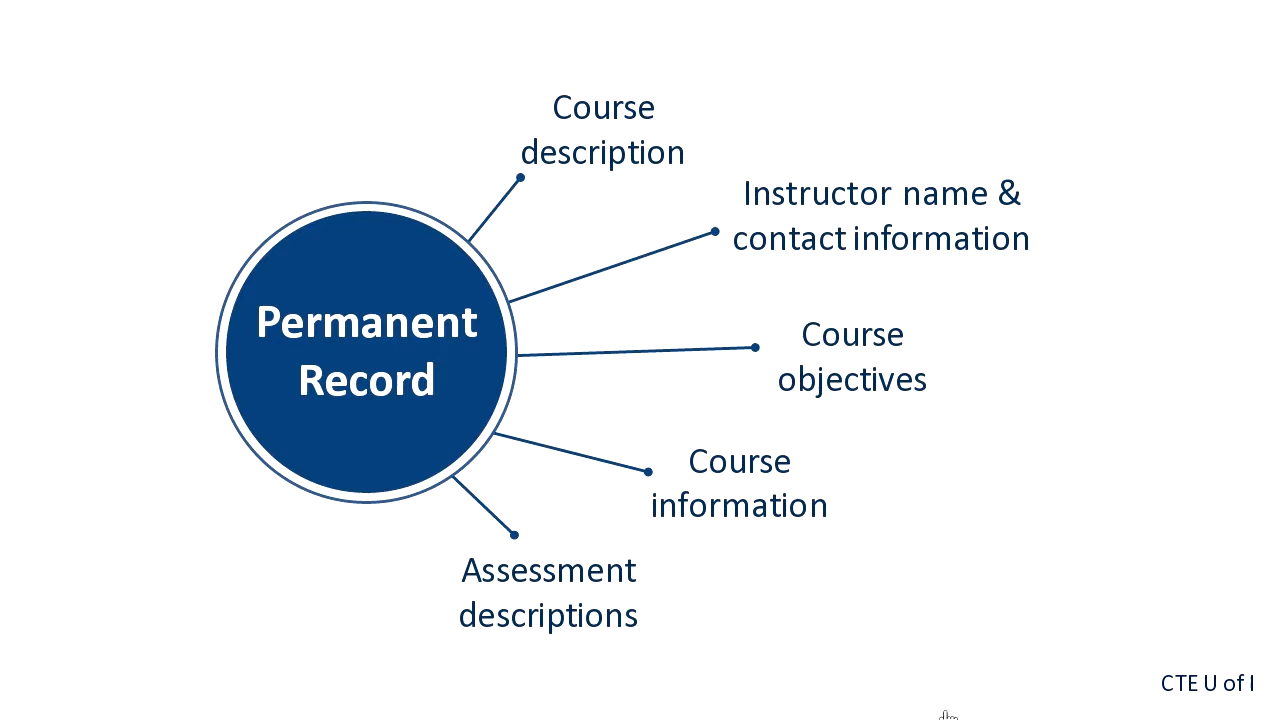 Course
description
Instructor name &
contact information
Permanent
Record
Course
objectives
Course
information
Assessment
descriptions
CTE U of I